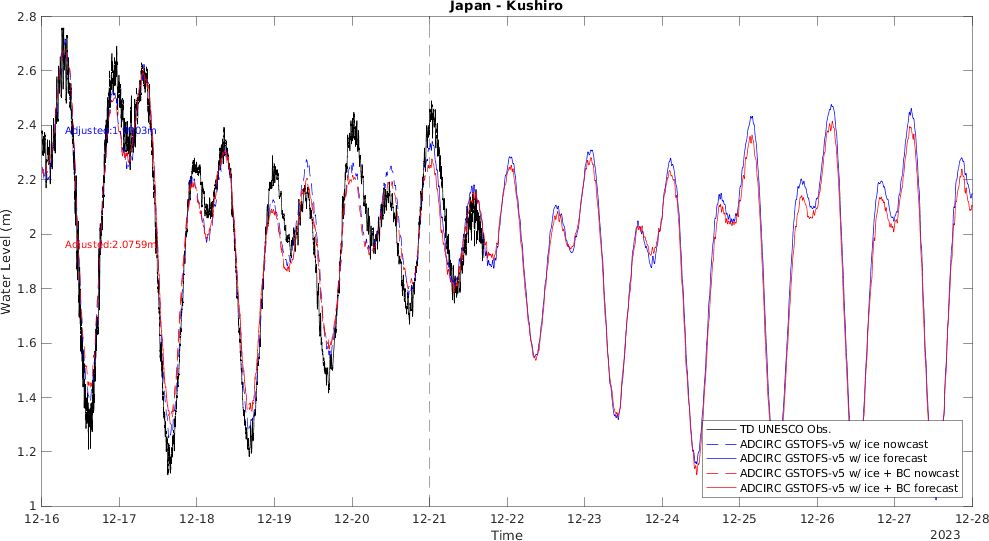 Japan - Kushiro
2.8
2.6
2.4
2.2
2
1.8
1.6
1.4
1.2
1
Water Level (m)
Adjusted:2.0759m
TD UNESCO Obs.
ADCIRC GSTOFS-v5 w/ ice nowcast
ADCIRC GSTOFS-v5 w/ ice forecast
ADCIRC GSTOFS-v5 w/ ice + BC nowcast
ADCIRC GSTOFS-v5 w/ ice + BC forecast
12-16 12-17 12-18 12-19 12-20 12-21 12-22 12-23 12-24 12-25 12-26 12-27 12-28
Time
2023